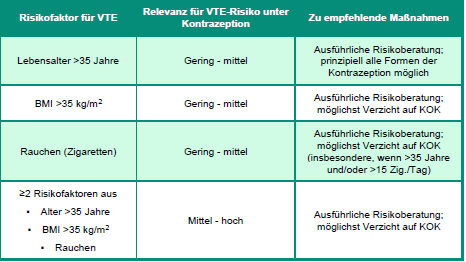 Risikofaktor für VTE
Relevanz für VTE-Risiko unter
Kontrazeption
Zu empfehlende Maßnahmen
Lebensalter >35 Jahre
Gering - mittel
Ausführliche Risikoberatung;
prinzipiell alle Formen der
Kontrazeption möglich
BMI >35 kg/m²
Gering - mittel
Ausführliche Risikoberatung;
möglichst Verzicht auf KOK
Rauchen (Zigaretten)
Gering - mittel
Ausführliche Risikoberatung;
möglichst Verzicht auf KOK
(insbesondere, wenn >35 Jahre
und/oder >15 Zig./Tag)
≥2 Risikofaktoren aus
• Alter >35 Jahre
• BMI >35 kg/m²
• Rauchen
Mittel - hoch
Ausführliche Risikoberatung;
möglichst Verzicht auf KOK